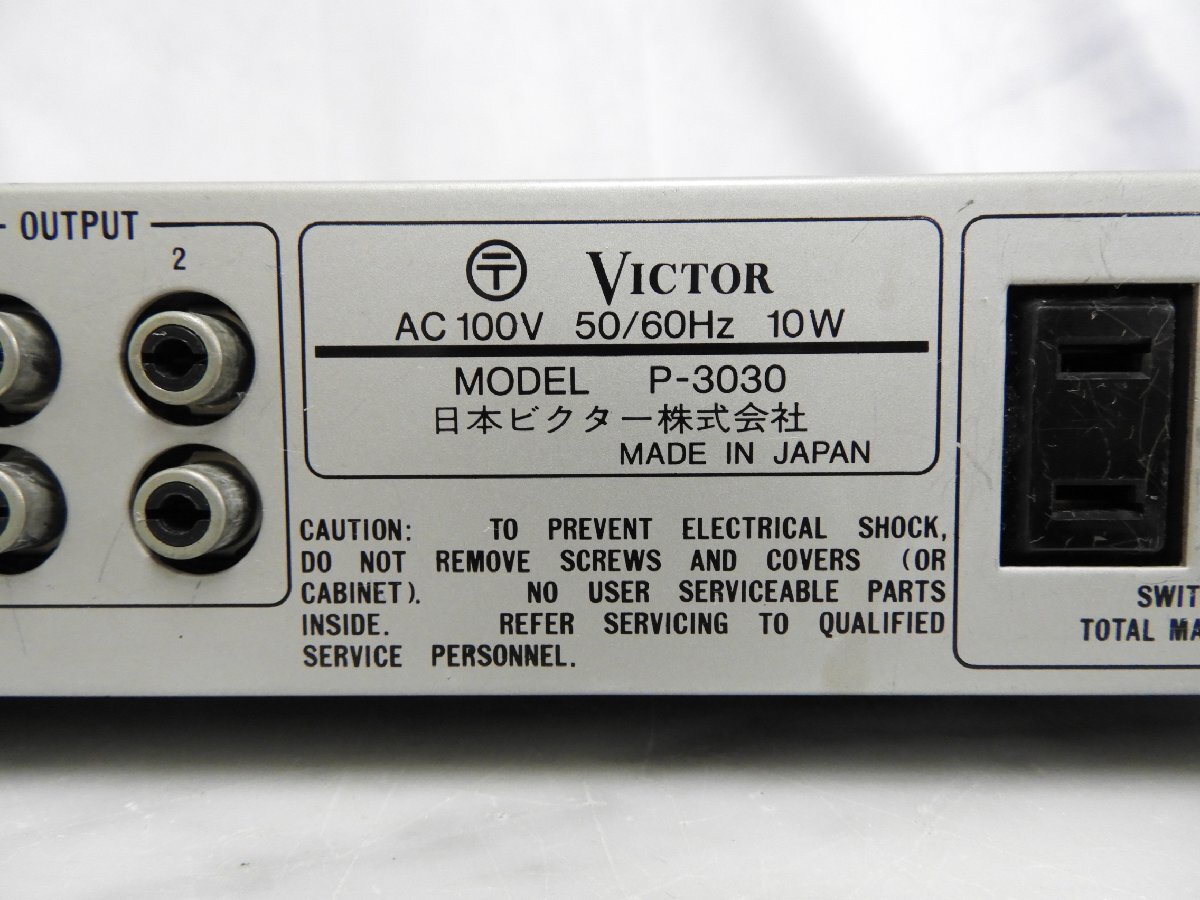 OUTPUT
2
〒 VICTOR
AC 100V 50/60Hz 10W
MODEL P-3030
日本ビクター株式会社
MADE IN JAPAN
CAUTION: TO PREVENT ELECTRICAL SHOCK,
DO NOT REMOVE SCREWS AND COVERS (OR
CABINET). NO USER SERVICEABLE PARTS
INSIDE. REFER SERVICING TO QUALIFIED
SERVICE PERSONNEL.
TOTAL